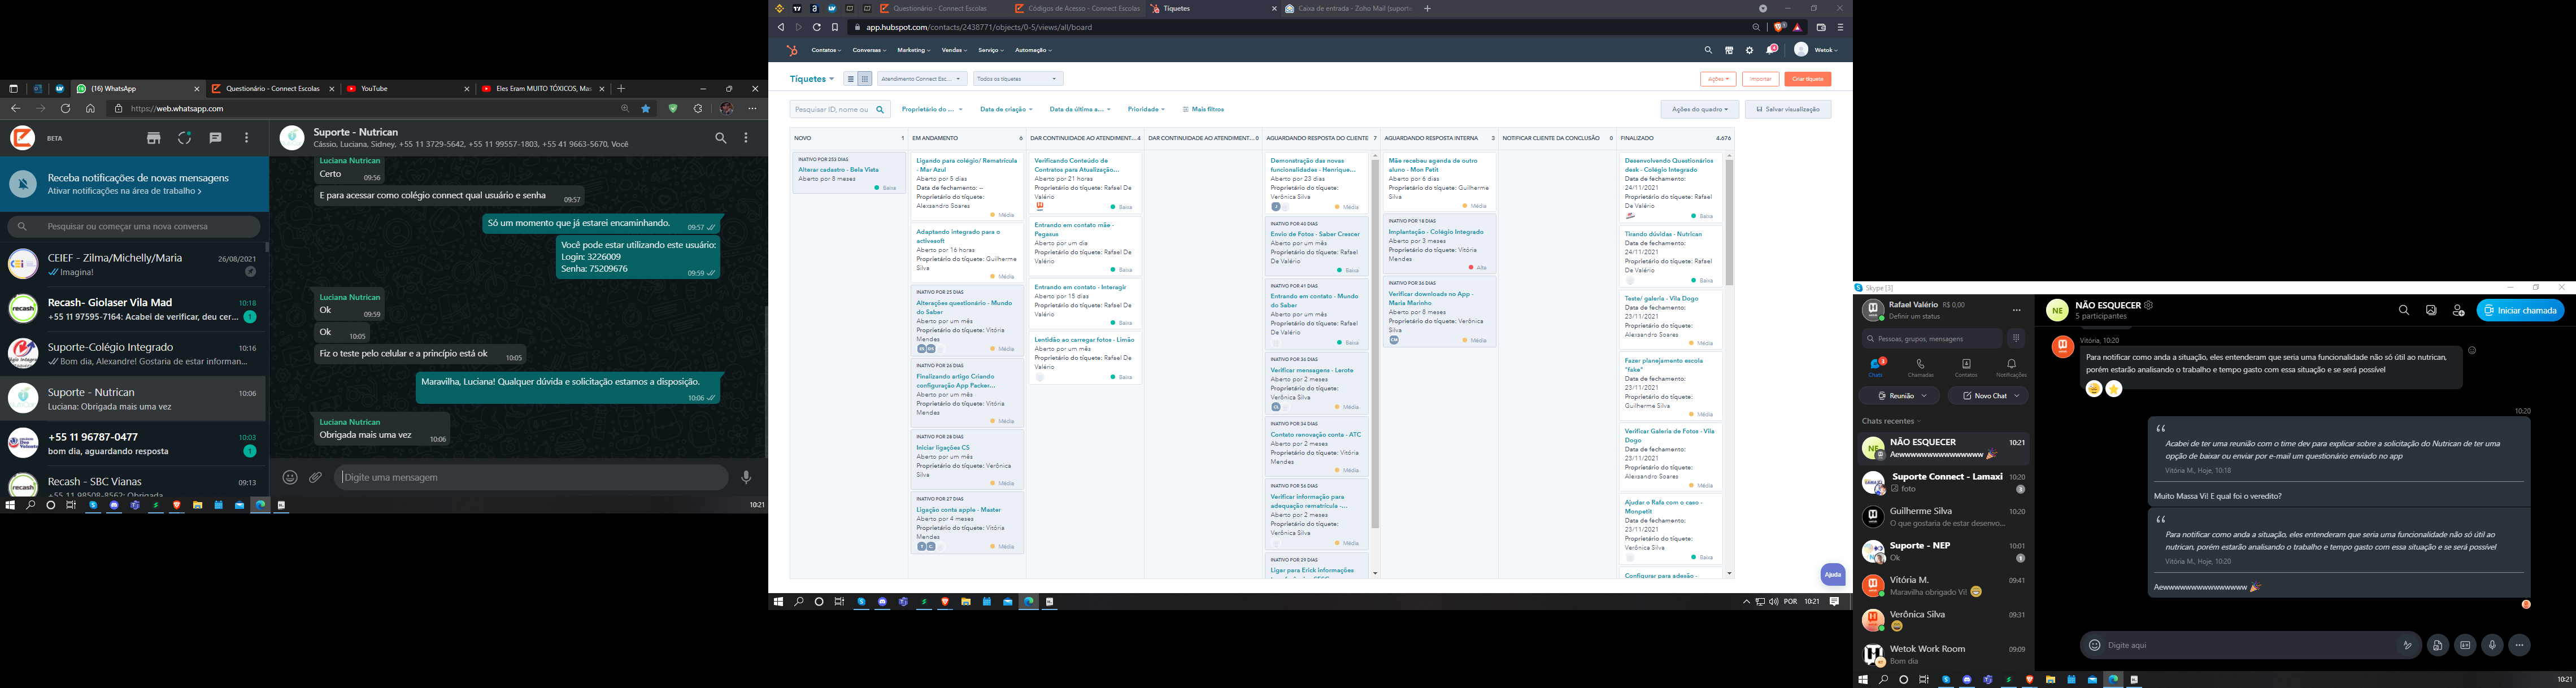 (16) WhatsApp
Questionário - Connect Escolas
YouTube
Eles Eram MUITO TÓXICOS, Mas
https://web.whatsapp.com
BETA
Receba notificações de novas mensagens
Ativar notificações na área de trabalho >
Pesquisar ou começar uma nova conversa
CEIEF - Zilma/Michelly/Maria 26/08/2021
Imagina!
Recash- Giolaser Vila Mad 10:18
+55 11 97595-7164: Acabei de verificar, deu cer... 1
Suporte-Colégio Integrado 10:16
Bom dia, Alexandre! Gostaria de estar informan...
Suporte - Nutrican 10:06
Luciana: Obrigada mais uma vez
+55 11 96787-0477 10:03
bom dia, aguardando resposta 1
Recash - SBC Vianas 09:13
+55 11 98508-8562: Obrigada
Suporte - Nutrican
Cássio, Luciana, Sidney, +55 11 3729-5642, +55 11 99557-1803, +55 41 9663-5670, Você
Luciana Nutrican
Certo 09:56
E para acessar como colégio connect qual usuário e senha 09:57
Só um momento que já estarei encaminhando. 09:57
Você pode estar utilizando este usuário:
Login: 3226009
Senha: 75209676 09:59
Luciana Nutrican
Ok 09:59
Ok 10:05
Fiz o teste pelo celular e a princípio está ok 10:05
Maravilha, Luciana! Qualquer dúvida e solicitação estamos a disposição. 10:06
Luciana Nutrican
Obrigada mais uma vez 10:06
Digite uma mensagem
10:21
Questionário - Connect Escolas
Códigos de Acesso - Connect Escolas
Tíquetes
Caixa de entrada - Zoho Mail (suport
app.hubspot.com/contacts/2438771/objects/0-5/views/all/board
Contatos Conversas Marketing Vendas Serviço Automação
Wetok
Tíquetes
Atendimento Connect Esc...
Todos os tíquetes
Ações
Importar
Criar tíquete
Pesquisar ID, nome ou
Proprietário do ...
Data de criação
Data da última a...
Prioridade
Mais filtros
Ações do quadro
Salvar visualização
NOVO 1
INATIVO POR 253 DIAS
Alterar cadastro - Bela Vista
Aberto por 8 meses
Baixa
EM ANDAMENTO 6
Ligando para colégio/ Rematrícula
- Mar Azul
Aberto por 5 dias
Data de fechamento: --
Proprietário do tíquete:
Alexsandro Soares
Média
Adaptando integrado para o
activesoft
Aberto por 16 horas
Proprietário do tíquete: Guilherme
Silva
Média
INATIVO POR 25 DIAS
Alterações questionário - Mundo
do Saber
Aberto por um mês
Proprietário do tíquete: Vitória
Mendes
Média
INATIVO POR 26 DIAS
Finalizando artigo Criando
configuração App Packer...
Aberto por um mês
Proprietário do tíquete: Vitória
Mendes
Média
INATIVO POR 28 DIAS
Iniciar ligações CS
Aberto por um mês
Proprietário do tíquete: Verônica
Silva
Média
INATIVO POR 27 DIAS
Ligação conta apple - Master
Aberto por 4 meses
Proprietário do tíquete: Vitória
Mendes
Média
DAR CONTINUIDADE AO ATENDIMENT... 4
Verificando Conteúdo de
Contratos para Atualização...
Aberto por 21 horas
Proprietário do tíquete: Rafael De
Valério
Baixa
Entrando em contato mãe -
Pegasus
Aberto por um dia
Proprietário do tíquete: Rafael De
Valério
Baixa
Entrando em contato - Interagir
Aberto por 15 dias
Proprietário do tíquete: Rafael De
Valério
Baixa
Lentidão ao carregar fotos - Limão
Aberto por um mês
Proprietário do tíquete: Rafael De
Valério
Baixa
DAR CONTINUIDADE AO ATENDIMENT... 0
AGUARDANDO RESPOSTA DO CLIENTE 7
Demonstração das novas
funcionalidades - Henrique...
Aberto por 23 dias
Proprietário do tíquete:
Verônica Silva
Média
INATIVO POR 40 DIAS
Envio de Fotos - Saber Crescer
Aberto por um mês
Proprietário do tíquete: Rafael
De Valério
Baixa
INATIVO POR 41 DIAS
Entrando em contato - Mundo
do Saber
Aberto por um mês
Proprietário do tíquete: Rafael
De Valério
Baixa
INATIVO POR 36 DIAS
Verificar mensagens - Lerote
Aberto por 2 meses
Proprietário do tíquete:
Verônica Silva
Média
INATIVO POR 34 DIAS
Contato renovação conta - ATC
Aberto por 2 meses
Proprietário do tíquete: Vitória
Mendes
Média
INATIVO POR 56 DIAS
Verificar informação para
adequação rematrícula -...
Aberto por 2 meses
Proprietário do tíquete:
Verônica Silva
Média
INATIVO POR 29 DIAS
Ligar para Erick informações
AGUARDANDO RESPOSTA INTERNA 3
Mãe recebeu agenda de outro
aluno - Mon Petit
Aberto por 6 dias
Proprietário do tíquete: Guilherme
Silva
Média
INATIVO POR 18 DIAS
Implantação - Colégio Integrado
Aberto por 3 meses
Proprietário do tíquete: Vitória
Mendes
Alta
INATIVO POR 36 DIAS
Verificar downloads no App -
Maria Marinho
Aberto por 8 meses
Proprietário do tíquete: Verônica
Silva
Média
NOTIFICAR CLIENTE DA CONCLUSÃO 0
FINALIZADO 4.676
Desenvolvendo Questionários
desk - Colégio Integrado
Data de fechamento:
24/11/2021
Proprietário do tíquete: Rafael
De Valério
Baixa
Tirando dúvidas - Nutrican
Data de fechamento:
24/11/2021
Proprietário do tíquete: Rafael
De Valério
Baixa
Teste/ galeria - Vila Dogo
Data de fechamento:
23/11/2021
Proprietário do tíquete:
Alexsandro Soares
Média
Fazer planejamento escola
"fake"
Data de fechamento:
23/11/2021
Proprietário do tíquete:
Guilherme Silva
Média
Verificar Galeria de Fotos - Vila
Dogo
Data de fechamento:
23/11/2021
Proprietário do tíquete:
Alexsandro Soares
Média
Ajudar o Rafa com o caso -
Monpetit
Data de fechamento:
23/11/2021
Proprietário do tíquete:
Verônica Silva
Baixa
Configurar para adesão -
Ajuda
POR 10:21
Skype [3]
Rafael Valério R$ 0,00
Definir um status
Pessoas, grupos, mensagens
Chats 3
Chamadas
Contatos
Notificações
Reunião
Novo Chat
Chats recentes
NÃO ESQUECER 10:21
Aewwwwwwwwwwwwwww
Suporte Connect - Lamaxi 10:20
foto
Guilherme Silva 10:20
O que gostaria de estar desenvo...
Suporte - NEP 10:01
Ok
Vitória M. 09:41
Maravilha obrigado Vi!
Verônica Silva 09:31
Wetok Work Room 09:09
Bom dia
NE
NÃO ESQUECER
5 participantes
Iniciar chamada
Vitória, 10:20
Para notificar como anda a situação, eles entenderam que seria uma funcionalidade não só útil ao nutrican,
porém estarão analisando o trabalho e tempo gasto com essa situação e se será possível
10:20
Acabei de ter uma reunião com o time dev para explicar sobre a solicitação do Nutrican de ter uma
opção de baixar ou enviar por e-mail um questionário enviado no app
Vitória M., Hoje, 10:18
Muito Massa Vi! E qual foi o veredito?
Para notificar como anda a situação, eles entenderam que seria uma funcionalidade não só útil ao
nutrican, porém estarão analisando o trabalho e tempo gasto com essa situação e se será possível
Vitória M., Hoje, 10:20
Aewwwwwwwwwwwwwww
Digite aqui
10:21